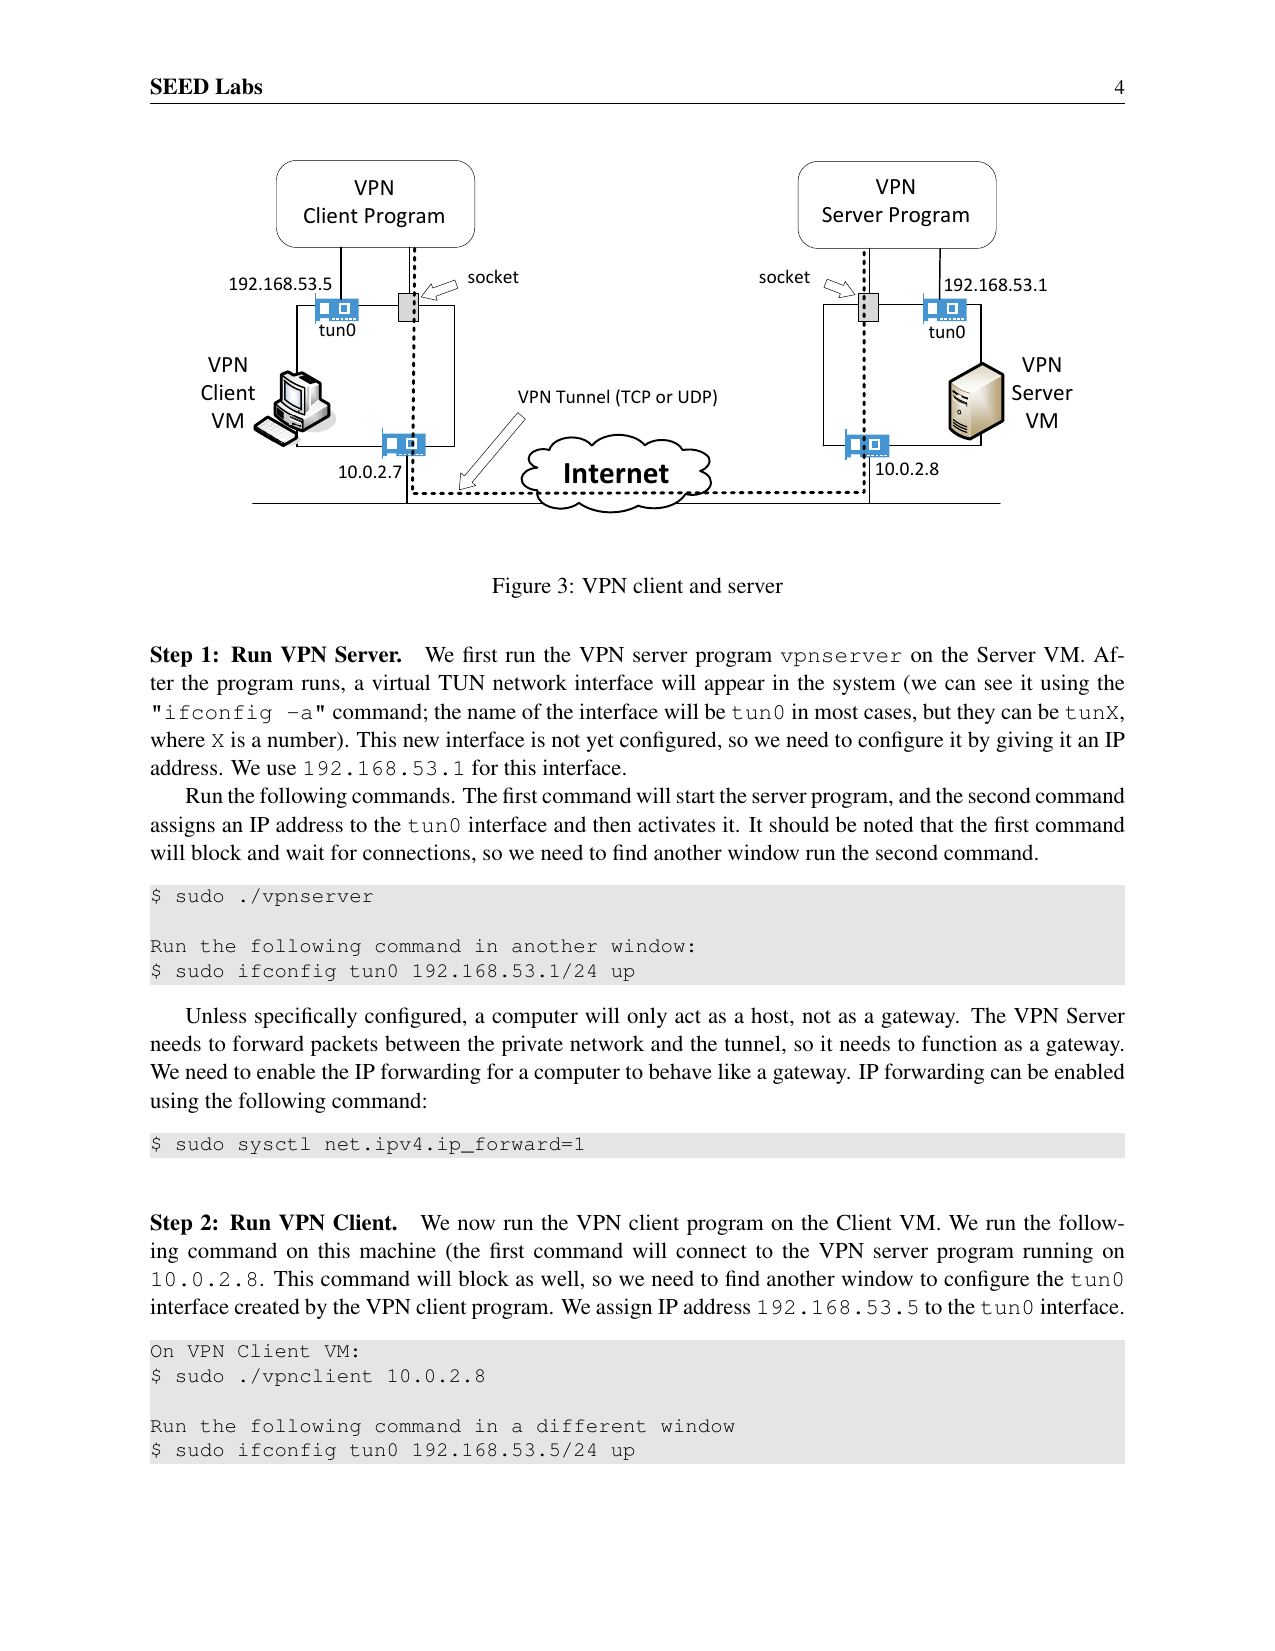 SEED Labs 4
VPN
Client Program
VPN
Server Program
192.168.53.5
socket
socket
192.168.53.1
tun0
tun0
VPN
Client
VM
VPN
Server
VM
VPN Tunnel (TCP or UDP)
Internet
10.0.2.7
10.0.2.8
Figure 3: VPN client and server
Step 1: Run VPN Server. We first run the VPN server program vpnserver on the Server VM. Af-
ter the program runs, a virtual TUN network interface will appear in the system (we can see it using the
"ifconfig -a" command; the name of the interface will be tun0 in most cases, but they can be tunX,
where X is a number). This new interface is not yet configured, so we need to configure it by giving it an IP
address. We use 192.168.53.1 for this interface.
Run the following commands. The first command will start the server program, and the second command
assigns an IP address to the tun0 interface and then activates it. It should be noted that the first command
will block and wait for connections, so we need to find another window run the second command.
$ sudo ./vpnserver
Run the following command in another window:
$ sudo ifconfig tun0 192.168.53.1/24 up
Unless specifically configured, a computer will only act as a host, not as a gateway. The VPN Server
needs to forward packets between the private network and the tunnel, so it needs to function as a gateway.
We need to enable the IP forwarding for a computer to behave like a gateway. IP forwarding can be enabled
using the following command:
$ sudo sysctl net.ipv4.ip_forward=1
Step 2: Run VPN Client. We now run the VPN client program on the Client VM. We run the follow-
ing command on this machine (the first command will connect to the VPN server program running on
10.0.2.8. This command will block as well, so we need to find another window to configure the tun0
interface created by the VPN client program. We assign IP address 192.168.53.5 to the tun0 interface.
On VPN Client VM:
$ sudo ./vpnclient 10.0.2.8
Run the following command in a different window
$ sudo ifconfig tun0 192.168.53.5/24 up